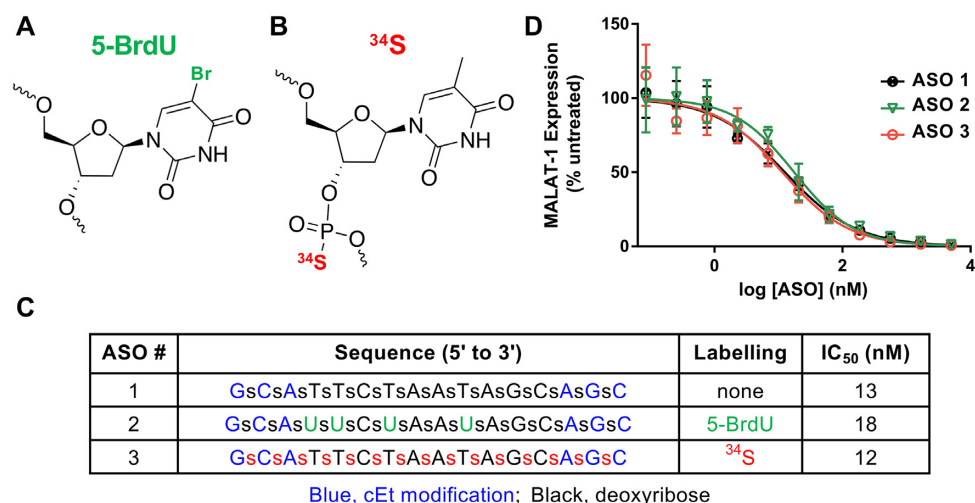 A
5-BrdU
Br
O
O
N
NH
O
O
B
34S
O
O
N
O
NH
O
O
O=P
O
34S
D
MALAT-1 Expression
(% untreated)
150
100
50
0
0
2
4
log [ASO] (nM)
ASO 1
ASO 2
ASO 3
C
ASO # Sequence (5' to 3') Labelling IC50 (nM)
1 GsCsAsTsTsCsTsAsAsTsAsGsCsAsGsC none 13
2 GsCsAsUsUsCsUsAsAsUsAsGsCsAsGsC 5-BrdU 18
3 GsCsAsTsTsCsTsAsAsTsAsGsCsAsGsC 34S 12
Blue, cEt modification; Black, deoxyribose